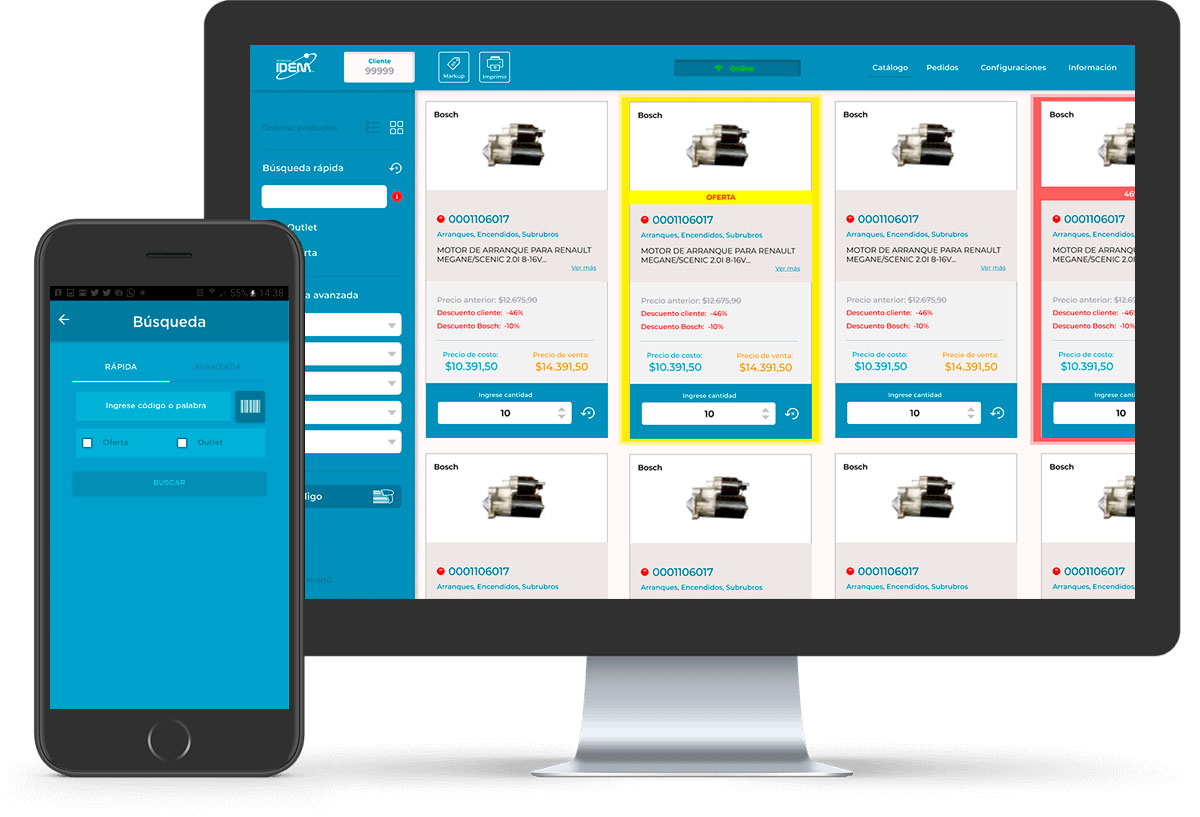 IDEM
Cliente
99999
Markup
Imprimir
Online
Catálogo
Pedidos
Configuraciones
Información
Ordenar productos
Búsqueda rápida
Outlet
rta
a avanzada
digo
menú
Bosch
0001106017
Arranques, Encendidos, Subrubros
MOTOR DE ARRANQUE PARA RENAULT
MEGANE/SCENIC 2.0I 8-16V...
Ver más
Precio anterior: $12.675,90
Descuento cliente: -46%
Descuento Bosch: -10%
Precio de costo:
Precio de venta:
$10.391,50
$14.391,50
Ingrese cantidad
10
Bosch
OFERTA
0001106017
Arranques, Encendidos, Subrubros
MOTOR DE ARRANQUE PARA RENAULT
MEGANE/SCENIC 2.0I 8-16V...
Ver más
Precio anterior: $12.675,90
Descuento cliente: -46%
Descuento Bosch: -10%
Precio de costo:
Precio de venta:
$10.391,50
$14.391,50
Ingrese cantidad
10
Bosch
0001106017
Arranques, Encendidos, Subrubros
MOTOR DE ARRANQUE PARA RENAULT
MEGANE/SCENIC 2.0I 8-16V...
Ver más
Precio anterior: $12.675,90
Descuento cliente: -46%
Descuento Bosch: -10%
Precio de costo:
Precio de venta:
$10.391,50
$14.391,50
Ingrese cantidad
10
Bosch
46
0001106017
Arranques, Encendidos
MOTOR DE ARRANQUE
MEGANE/SCENIC 2.0I
Precio anterior: $12.67
Descuento cliente: -46
Descuento Bosch: -10
Precio de costo:
$10.391,50
Ingrese
10
Bosch
0001106017
Arranques, Encendidos, Subrubros
Bosch
0001106017
Arranques, Encendidos, Subrubros
Bosch
0001106017
Arranques, Encendidos, Subrubros
Bosch
0001106017
Arranques, Encendidos
55% 14:38
Búsqueda
RÁPIDA
AVANZADA
Ingrese código o palabra
Oferta
Outlet
BUSCAR